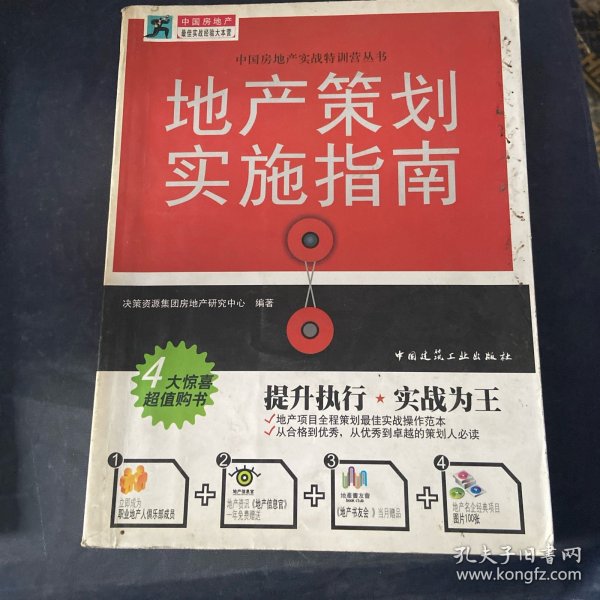 中国房地产
最佳实战经验大本营
中国房地产实战特训营丛书
地产策划
实施指南
决策资源集团房地产研究中心 编著
中国建筑工业出版社
4大惊喜
超值购书
提升执行★实战为王
✓地产项目全程策划最佳实战操作范本
✓从合格到优秀，从优秀到卓越的策划人必读
1
立即成为
职业地产人俱乐部成员
+
2
地产信息官
地产资讯《地产信息官》
一年免费赠送
+
3
地產書友會
book club
《地产书友会》当月赠品
+
4
地产名企经典项目
图片100张
孔夫子旧书网
www.kongfz.com